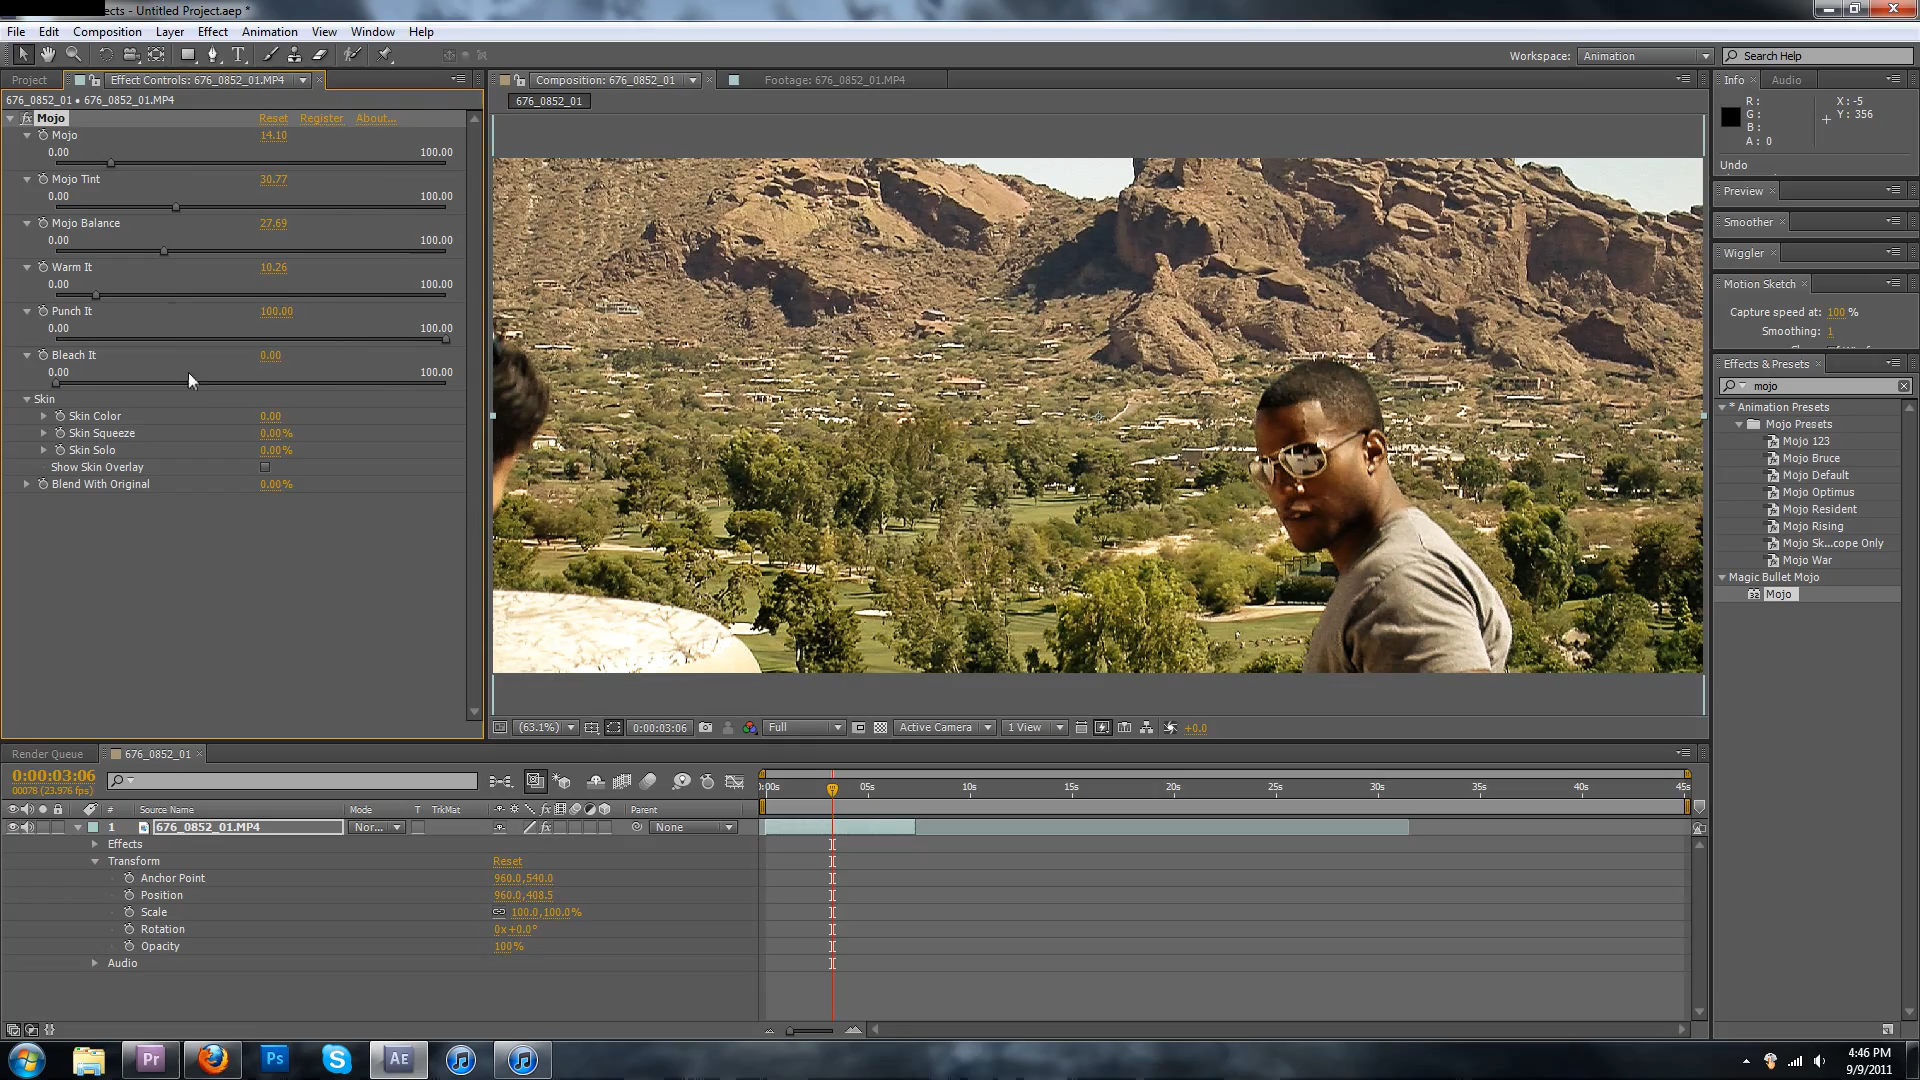 ects - Untitled Project.aep *
File Edit Composition Layer Effect Animation View Window Help
Workspace: Animation Search Help
Project Effect Controls: 676_0852_01.MP4
676_0852_01 • 676_0852_01.MP4
fx Mojo Reset Register About...
Mojo 14.10
0.00 100.00
Mojo Tint 30.77
0.00 100.00
Mojo Balance 27.69
0.00 100.00
Warm It 10.26
0.00 100.00
Punch It 100.00
0.00 100.00
Bleach It 0.00
0.00 100.00
Skin
Skin Color 0.00
Skin Squeeze 0.00%
Skin Solo 0.00%
Show Skin Overlay
Blend With Original 0.00%
Composition: 676_0852_01 Footage: 676_0852_01.MP4
676_0852_01
(63.1%) 0:00:03:06 Full Active Camera 1 View +0.0
Info Audio
R: X: -5
G: Y: 356
B:
A: 0
Undo
Preview
Smoother
Wiggler
Motion Sketch
Capture speed at: 100 %
Smoothing: 1
Effects & Presets
mojo
* Animation Presets
Mojo Presets
Mojo 123
Mojo Bruce
Mojo Default
Mojo Optimus
Mojo Resident
Mojo Rising
Mojo Sk...cope Only
Mojo War
Magic Bullet Mojo
32 Mojo
Render Queue 676_0852_01
0:00:03:06
00078 (23.976 fps)
# Source Name Mode T TrkMat fx Parent
1 676_0852_01.MP4 Nor... fx None
Effects
Transform Reset
Anchor Point 960.0,540.0
Position 960.0,408.5
Scale 100.0,100.0%
Rotation 0x+0.0°
Opacity 100%
Audio
0:00s 05s 10s 15s 20s 25s 30s 35s 40s 45s
Pr Ps S Ae
4:46 PM
9/9/2011